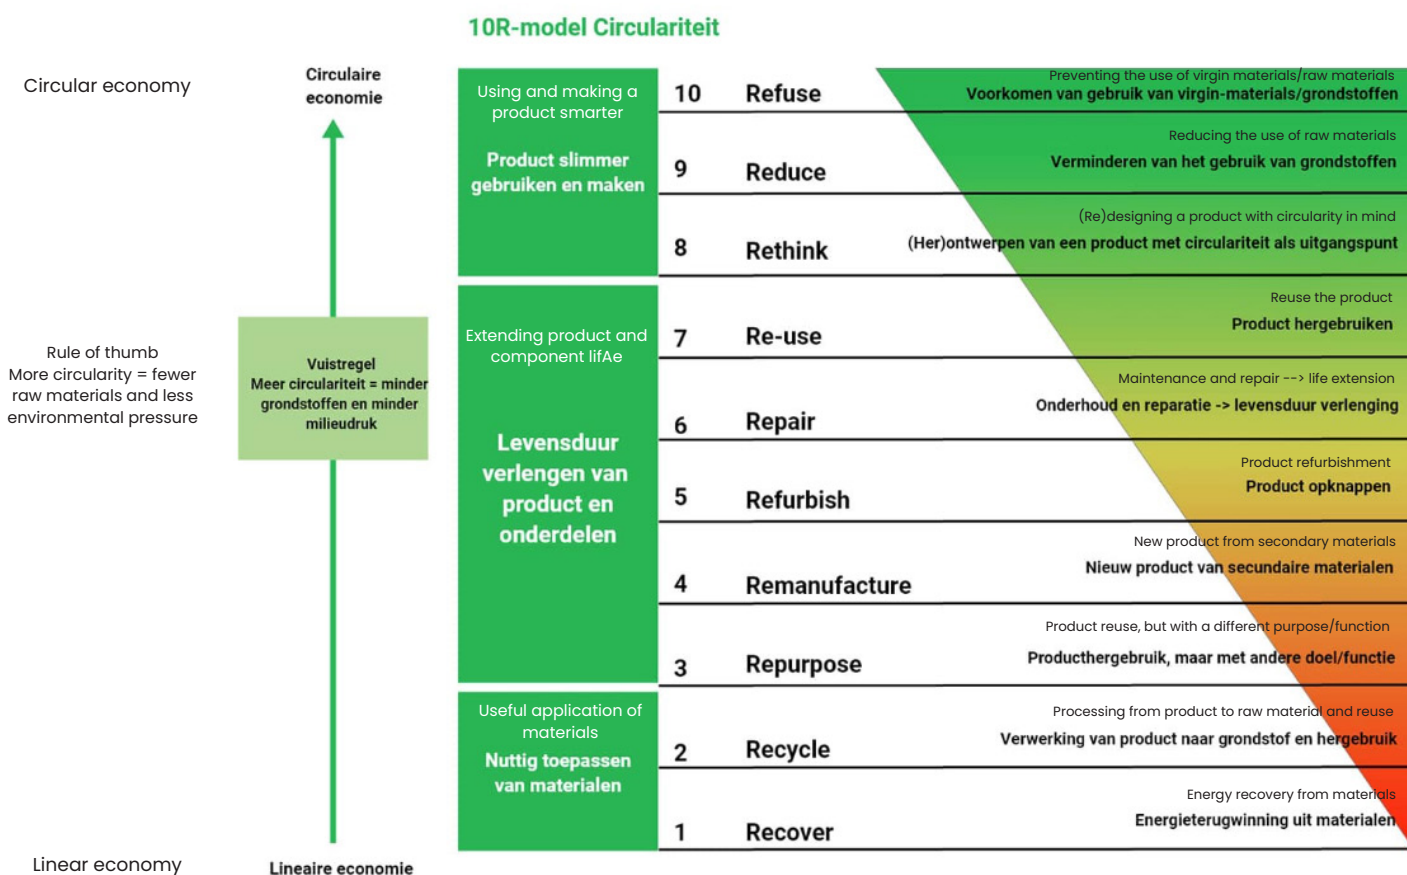 10R-model Circulariteit
Circular economy
Circulaire
economie
Rule of thumb
More circularity = fewer
raw materials and less
environmental pressure
Vuistregel
Meer circulariteit = minder
grondstoffen en minder
milieudruk
Linear economy
Lineaire economie
Using and making a
product smarter
Product slimmer
gebruiken en maken
10 Refuse
Preventing the use of virgin materials/raw materials
Voorkomen van gebruik van virgin-materials/grondstoffen
9 Reduce
Reducing the use of raw materials
Verminderen van het gebruik van grondstoffen
8 Rethink
(Re)designing a product with circularity in mind
(Her)ontwerpen van een product met circulariteit als uitgangspunt
Extending product and
component lifAe
Levensduur
verlengen van
product en
onderdelen
7 Re-use
Reuse the product
Product hergebruiken
6 Repair
Maintenance and repair --> life extension
Onderhoud en reparatie -> levensduur verlenging
5 Refurbish
Product refurbishment
Product opknappen
4 Remanufacture
New product from secondary materials
Nieuw product van secundaire materialen
3 Repurpose
Product reuse, but with a different purpose/function
Producthergebruik, maar met andere doel/functie
Useful application of
materials
Nuttig toepassen
van materialen
2 Recycle
Processing from product to raw material and reuse
Verwerking van product naar grondstof en hergebruik
1 Recover
Energy recovery from materials
Energieterugwinning uit materialen